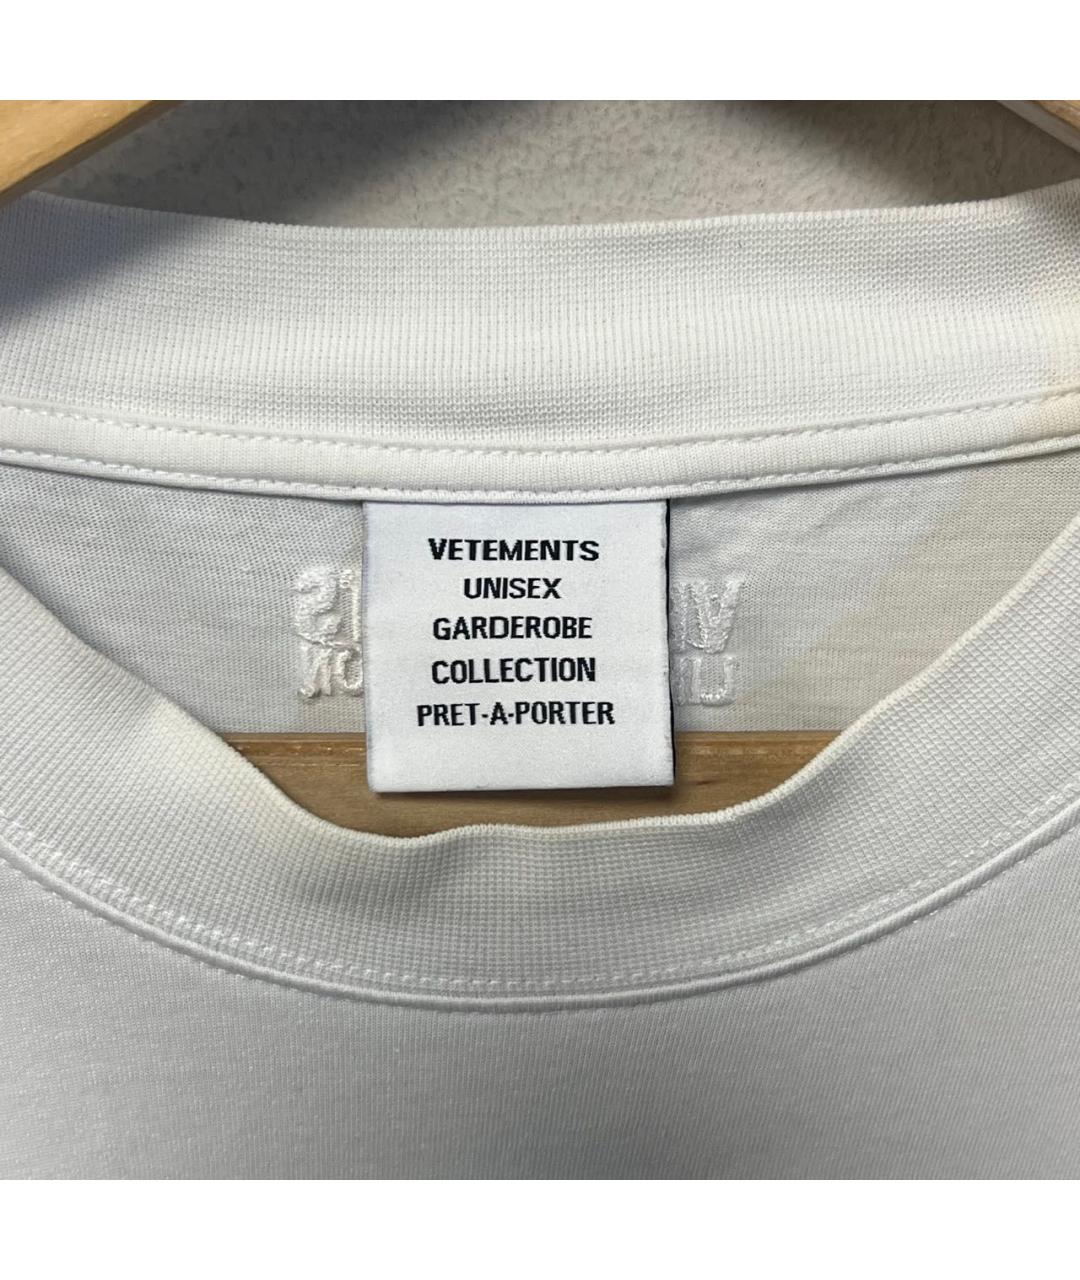 VETEMENTS
UNISEX
GARDEROBE
COLLECTION
PRET-A-PORTER